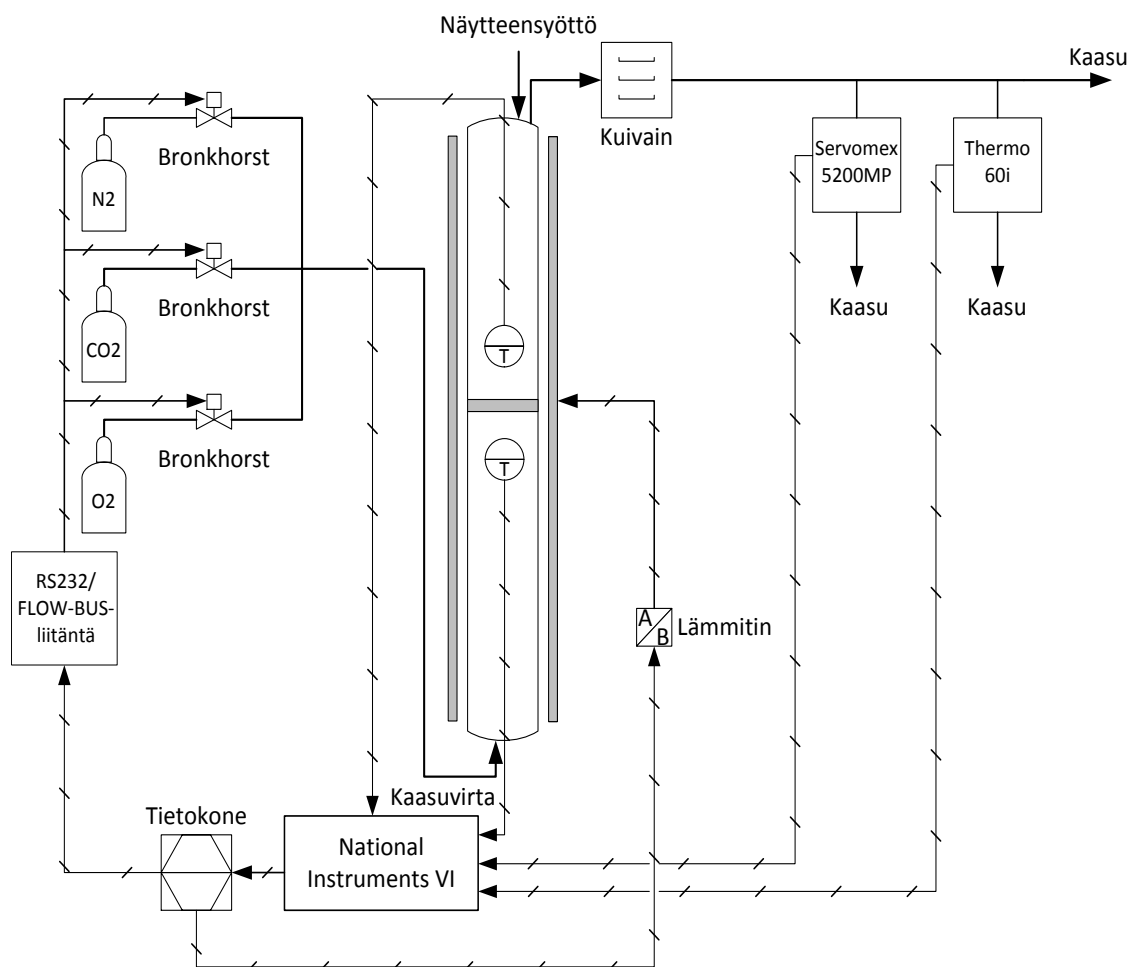 Näytteensyöttö
Kaasu
Kuivain
Bronkhorst
N2
Servomex
5200MP
Thermo
60i
Kaasu
Kaasu
Bronkhorst
CO2
T
Bronkhorst
O2
T
RS232/
FLOW-BUS-
liitäntä
A
B
Lämmitin
Kaasuvirta
Tietokone
National
Instruments VI